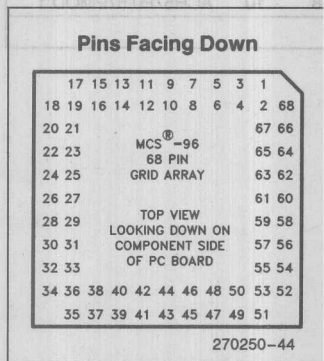 Pins Facing Down
17 15 13 11 9 7 5 3 1
18 19 16 14 12 10 8 6 4 2 68
20 21 67 66
MCS®-96
22 23 68 PIN 65 64
24 25 GRID ARRAY 63 62
26 27 61 60
TOP VIEW
28 29 LOOKING DOWN ON 59 58
30 31 COMPONENT SIDE 57 56
OF PC BOARD
32 33 55 54
34 36 38 40 42 44 46 48 50 53 52
35 37 39 41 43 45 47 49 51
270250-44